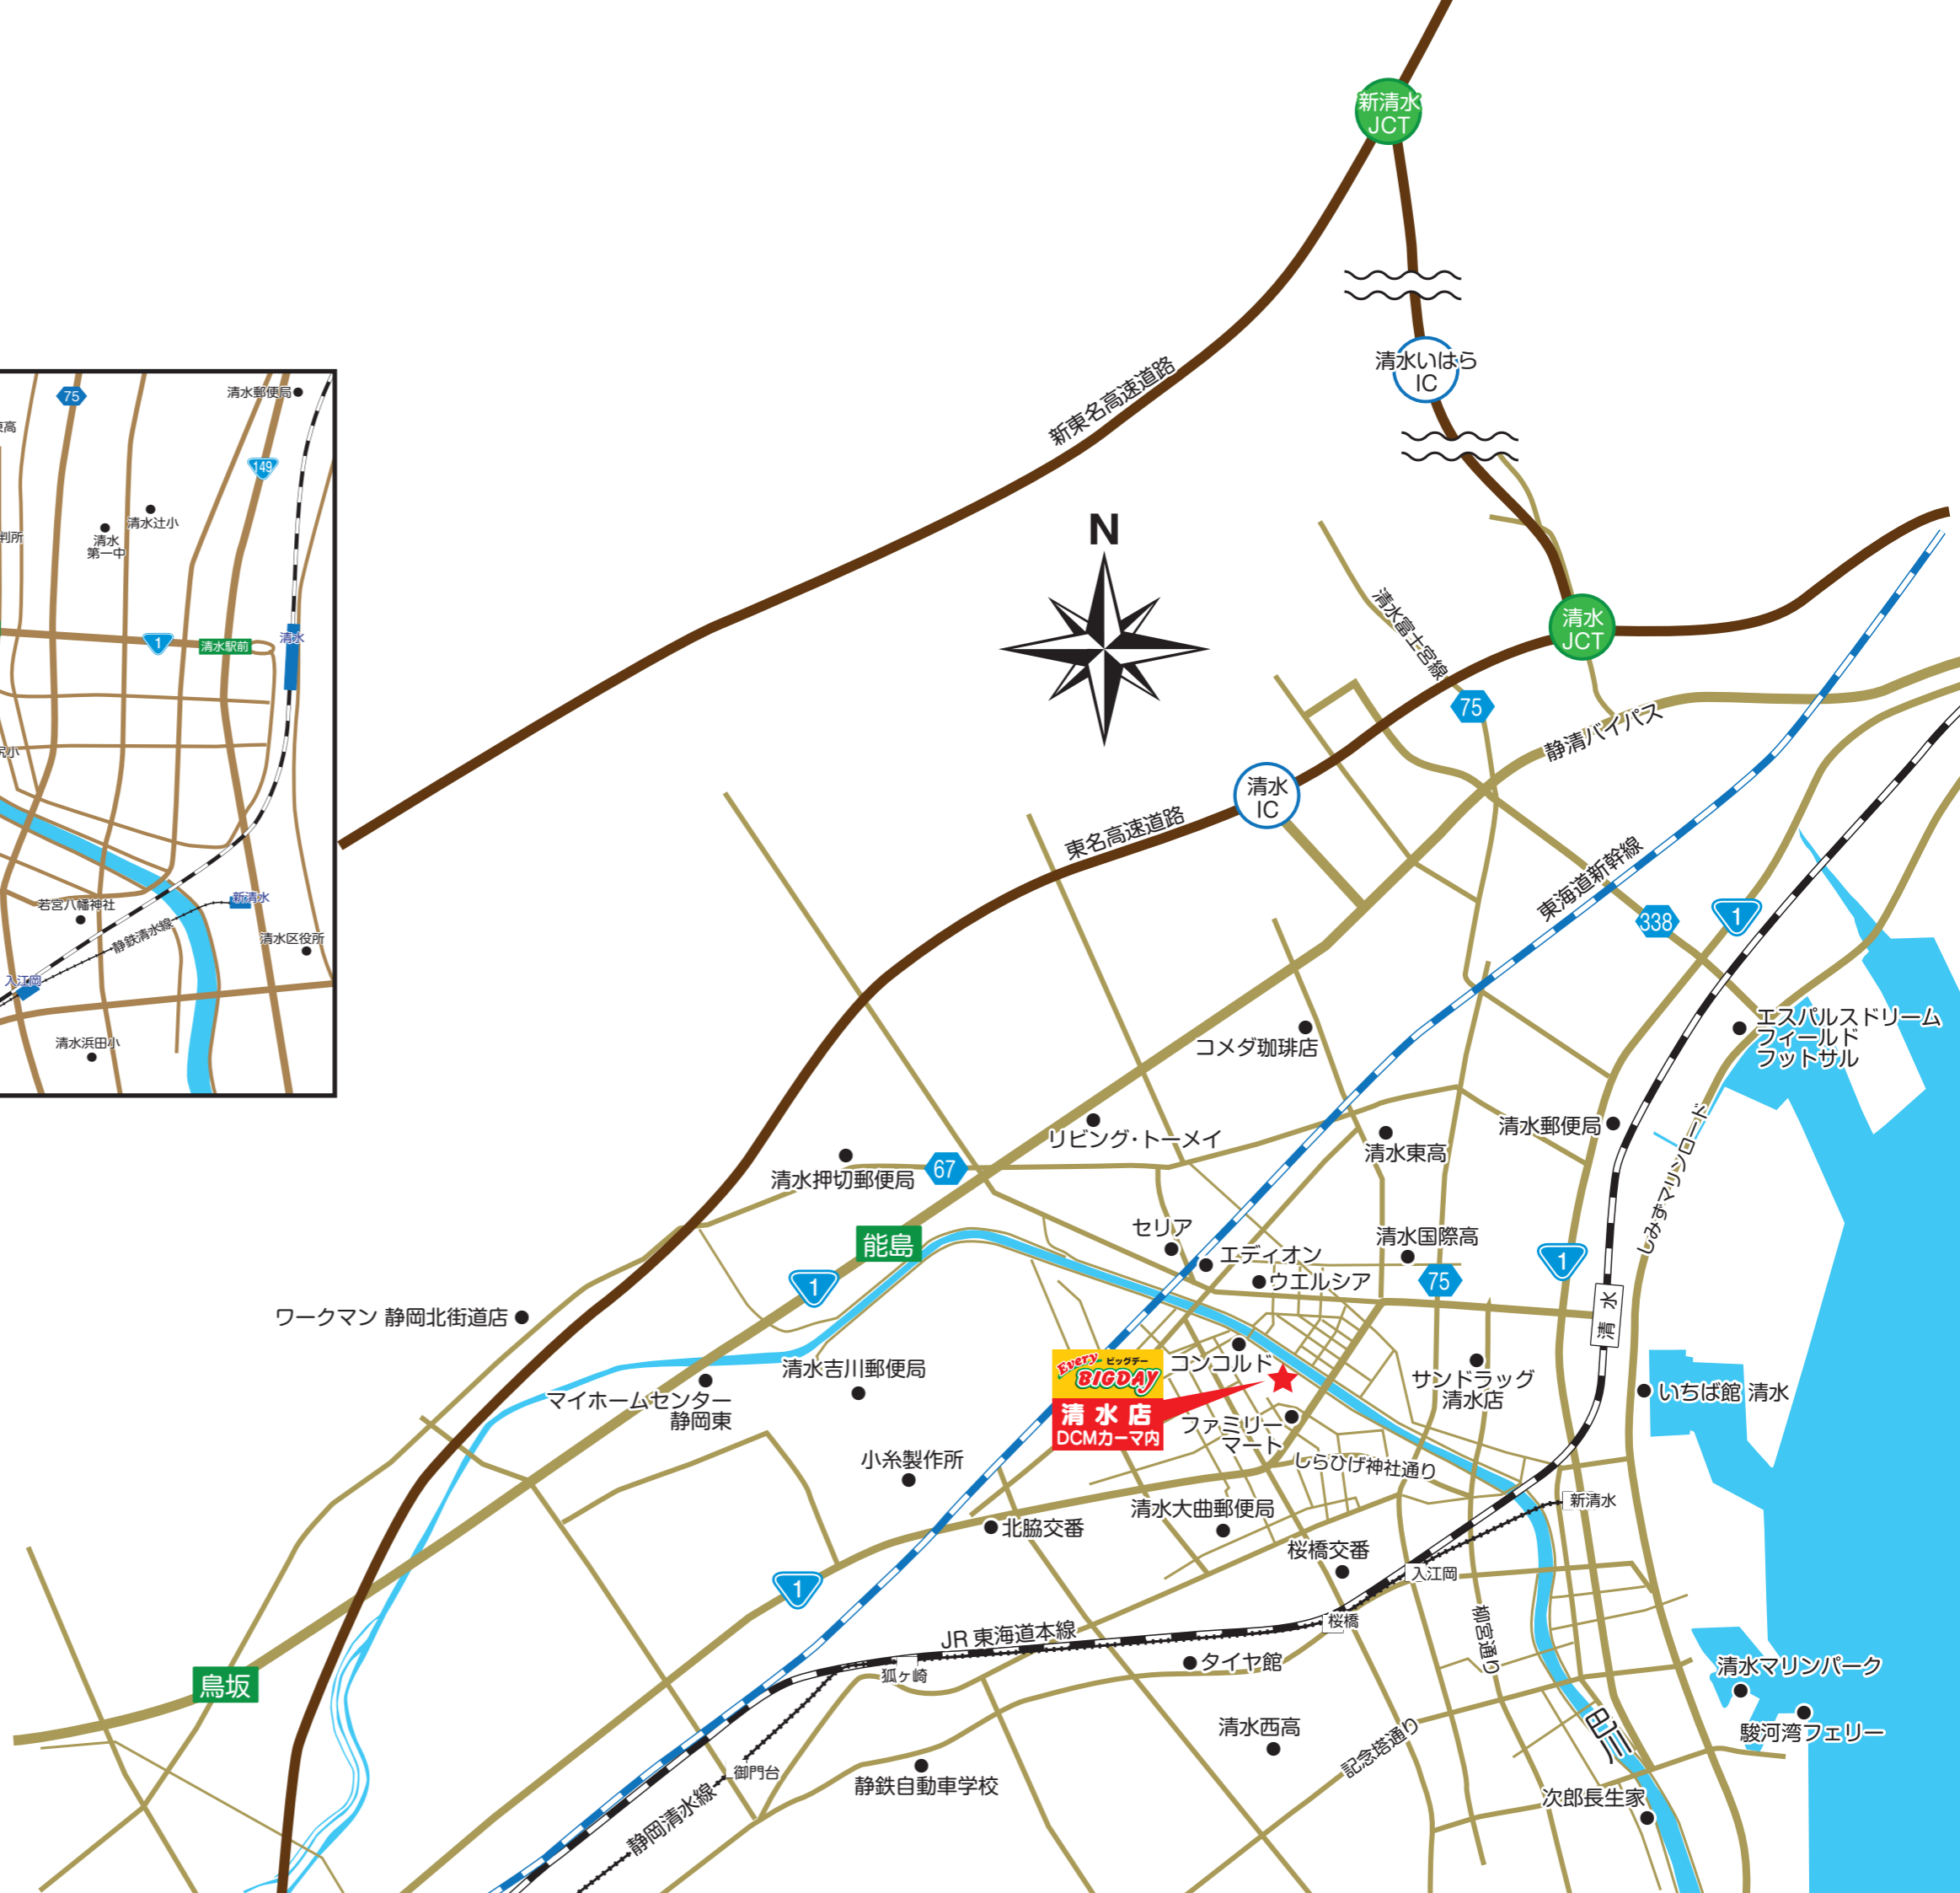 新清水
JCT
清水いはら
IC
新東名高速道路
N
清水富士宮線
清水
JCT
75
静清バイパス
清水
IC
東名高速道路
東海道新幹線
338
1
エスパルスドリーム
フィールド
フットサル
コメダ珈琲店
リビング・トーメイ
清水郵便局
清水東高
しみずマリンロード
清水押切郵便局
67
能島
セリア
エディオン
清水国際高
ウエルシア
75
1
1
ワークマン 静岡北街道店
清水
清水吉川郵便局
マイホームセンター
静岡東
Every ビッグデー
BIGDAY
清水店
DCMカーマ内
コンコルド
サンドラッグ
清水店
いちば館 清水
ファミリー
マート
しらひげ神社通り
小糸製作所
清水大曲郵便局
新清水
北脇交番
桜橋交番
入江岡
1
桜橋
JR 東海道本線
柳宮通り
狐ヶ崎
タイヤ館
鳥坂
清水マリンパーク
清水西高
記念塔通り
巴川
駿河湾フェリー
御門台
静鉄自動車学校
静岡清水線
次郎長生家
75
清水郵便局
149
清水辻小
清水
第一中
判所
1
清水駅前
清水
若宮八幡神社
新清水
静鉄清水線
清水区役所
入江岡
清水浜田小